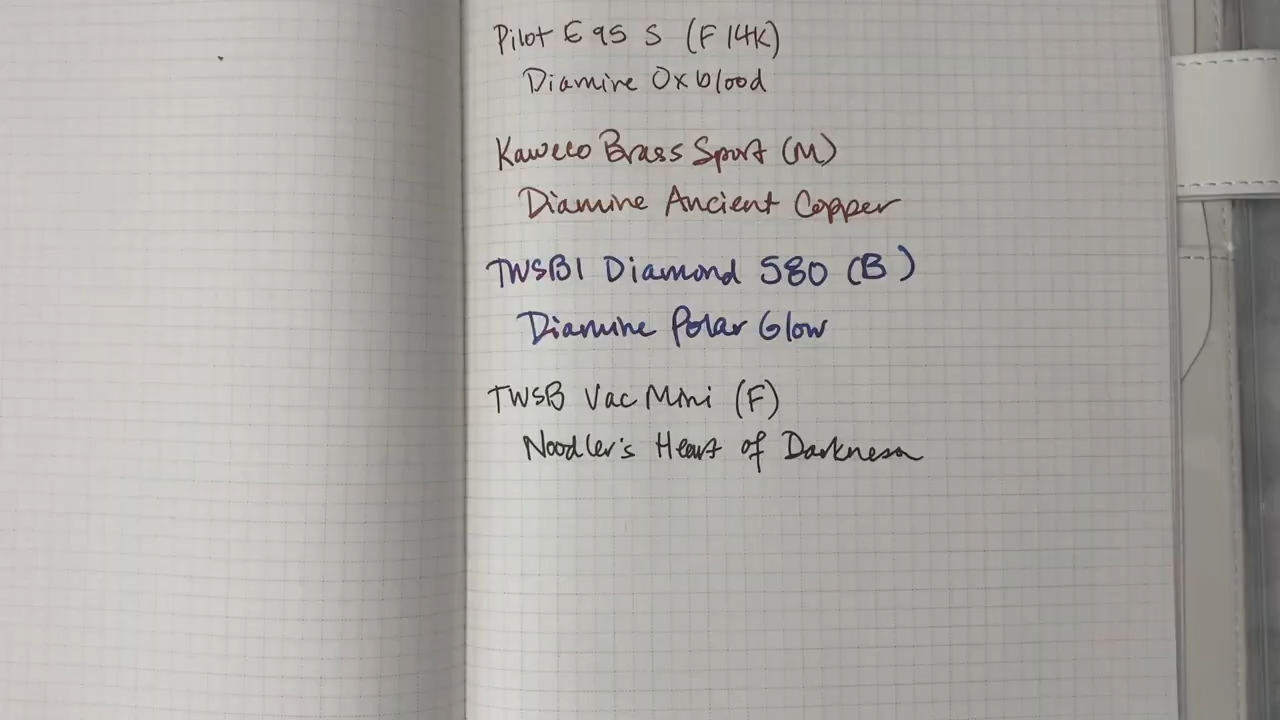 Pilot E 95 S (F 14K)
Diamine Oxblood
Kaweco Brass Sport (M)
Diamine Ancient Copper
TWSBI Diamond 580 (B)
Diamine Polar Glow
TWSB Vac Mini (F)
Noodler's Heart of Darkness